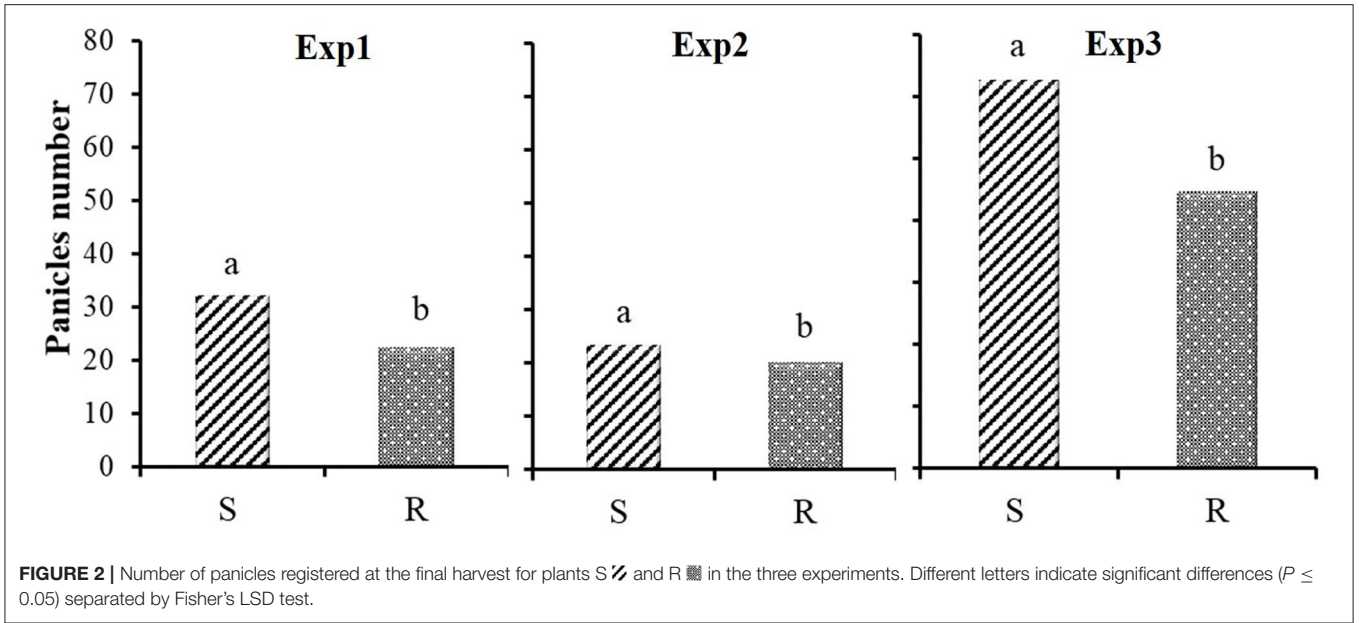 Exp1
Exp2
Exp3
Panicles number
80
70
60
50
40
30
20
10
0
a
b
a
b
a
b
S
R
S
R
S
R
FIGURE 2 | Number of panicles registered at the final harvest for plants S and R in the three experiments. Different letters indicate significant differences (P ≤
0.05) separated by Fisher's LSD test.